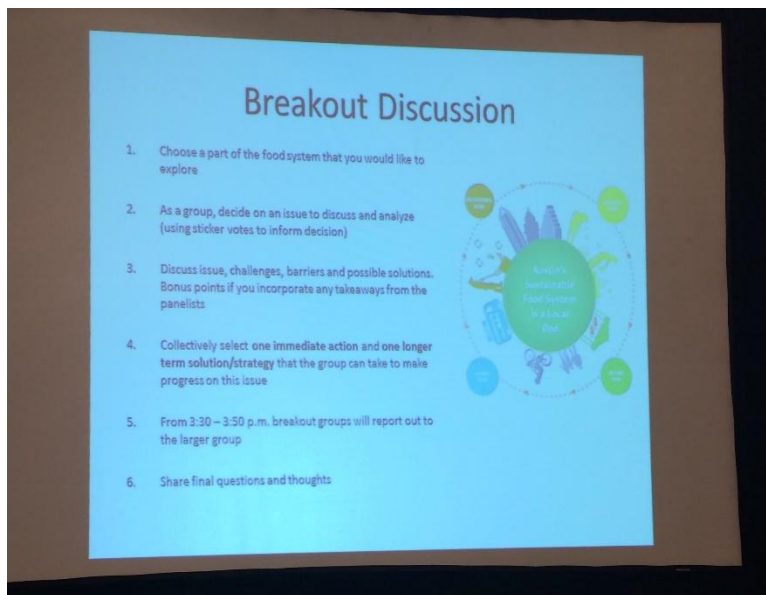 Breakout Discussion
1. Choose a part of the food system that you would like to
explore
2. As a group, decide on an issue to discuss and analyze
(using sticker votes to inform decision)
3. Discuss issue, challenges, barriers and possible solutions.
Bonus points if you incorporate any takeaways from the
panelists
4. Collectively select one immediate action and one longer
term solution/strategy that the group can take to make
progress on this issue
5. From 3:30 – 3:50 p.m. breakout groups will report out to
the larger group
6. Share final questions and thoughts
Austin's
Sustainable
Food System
is a Local
One